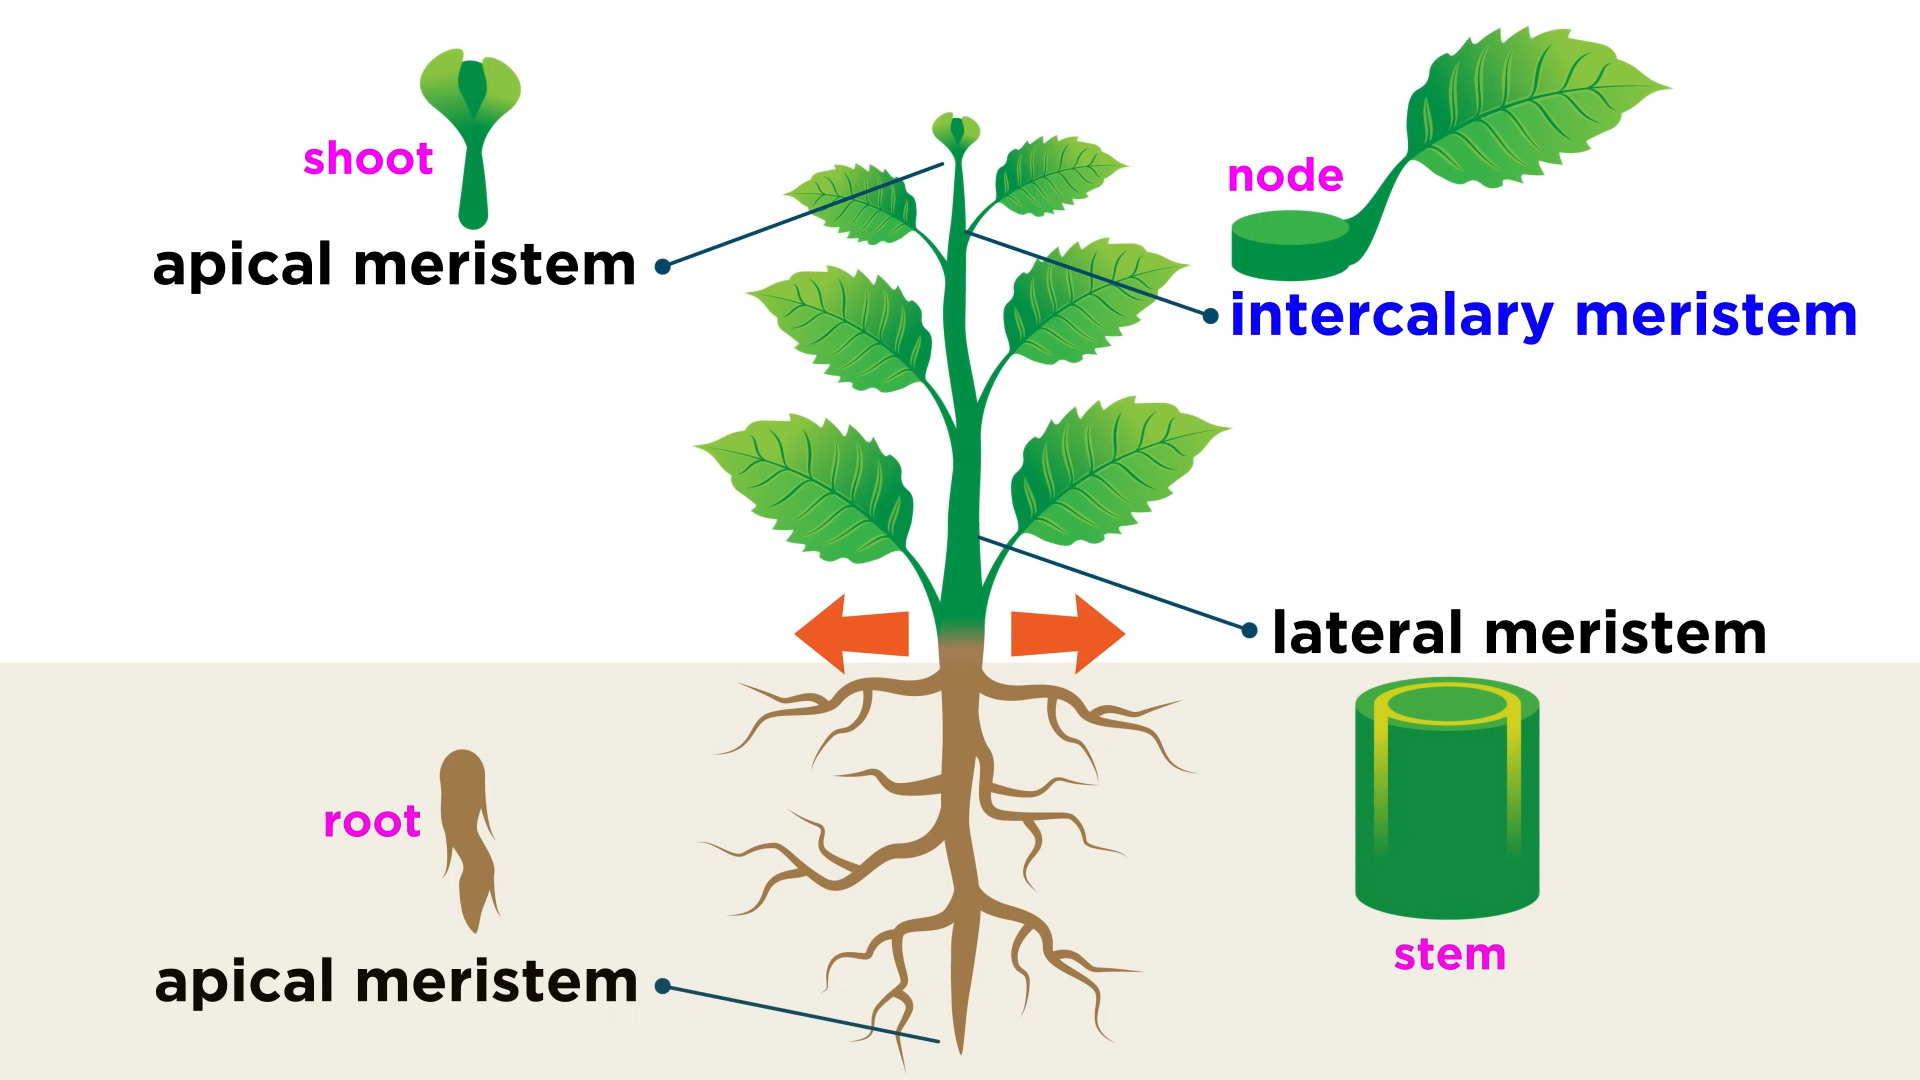 shoot
apical meristem
node
intercalary meristem
lateral meristem
root
apical meristem
stem